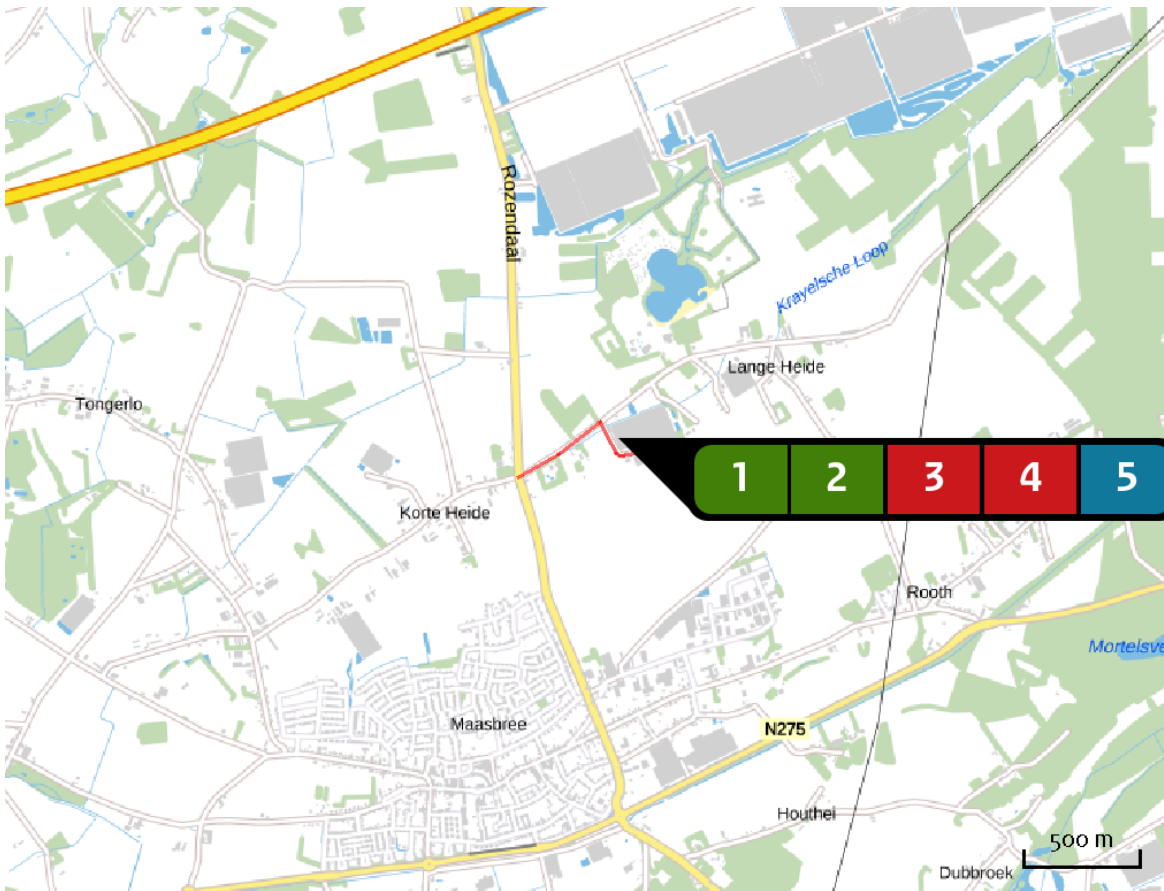 Rozendaal
Krayelsche Loop
Lange Heide
Tongerlo
1 2 3 4 5
Korte Heide
Rooth
Mortelsve
Maasbree
N275
Houthei
500 m
Dubbroek